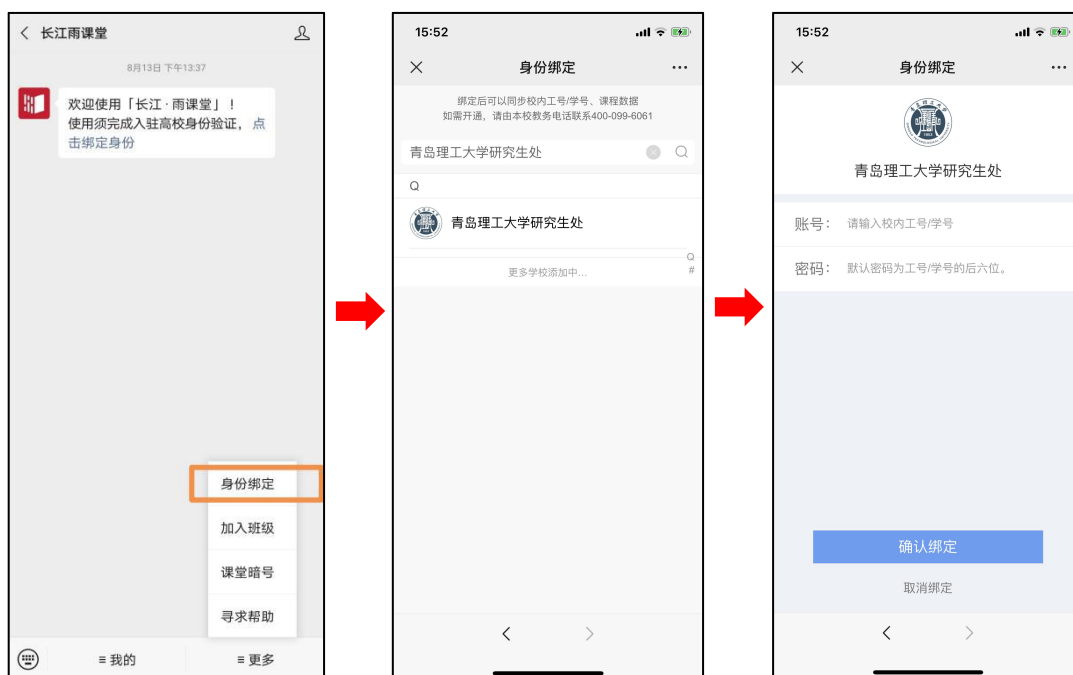 长江雨课堂
8月13日 下午13:37
欢迎使用「长江·雨课堂」！
使用须完成入驻高校身份验证，点
击绑定身份
身份绑定
加入班级
课堂暗号
寻求帮助
≡ 我的
≡ 更多
15:52
身份绑定
绑定后可以同步校内工号/学号、课程数据
如需开通，请由本校教务电话联系400-099-6061
青岛理工大学研究生处
Q
青岛理工大学研究生处
更多学校添加中...
Q
#
15:52
身份绑定
青岛理工大学研究生处
账号： 请输入校内工号/学号
密码： 默认密码为工号/学号的后六位。
确认绑定
取消绑定